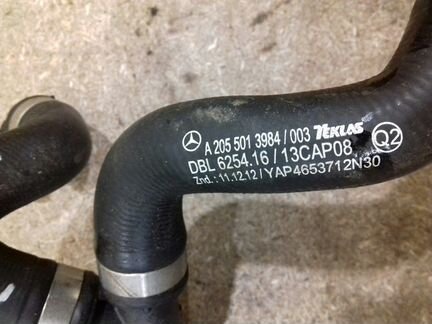 A 205 501 3984 / 003 TEKLAS
DBL 6254.16 / 13CAP08 Q2
Znd.: 11.12.12 / YAP4653712N30